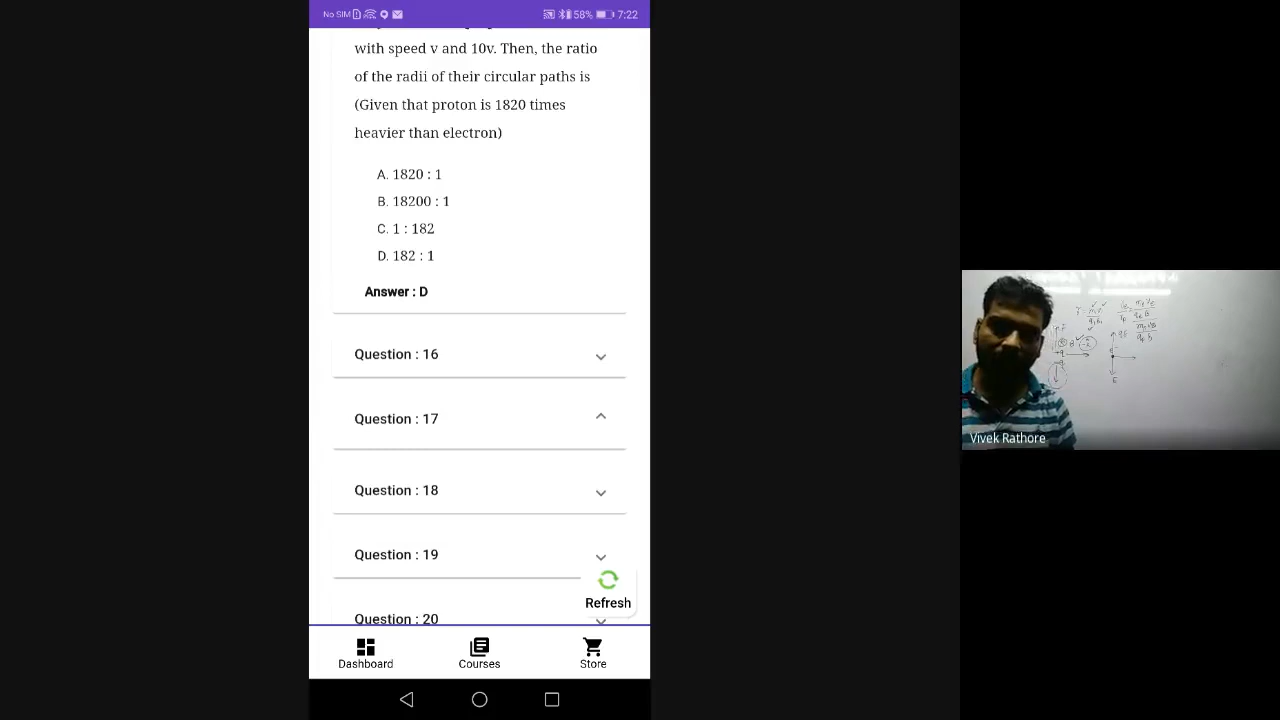 No SIM 58% 7:22
with speed v and 10v. Then, the ratio
of the radii of their circular paths is
(Given that proton is 1820 times
heavier than electron)
A. 1820 : 1
B. 18200 : 1
C. 1 : 182
D. 182 : 1
Answer : D
Question : 16
Question : 17
Question : 18
Question : 19
Question : 20
Refresh
Dashboard Courses Store
Vivek Rathore